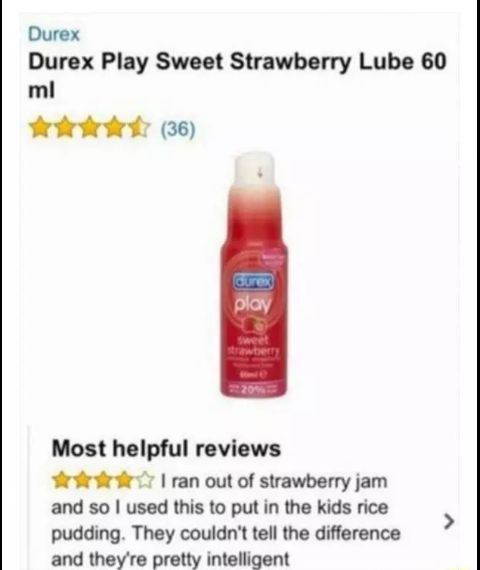 Durex
Durex Play Sweet Strawberry Lube 60
ml
(36)
durex
play
sweet
strawberry
20%
Most helpful reviews
I ran out of strawberry jam
and so I used this to put in the kids rice
pudding. They couldn't tell the difference
and they're pretty intelligent